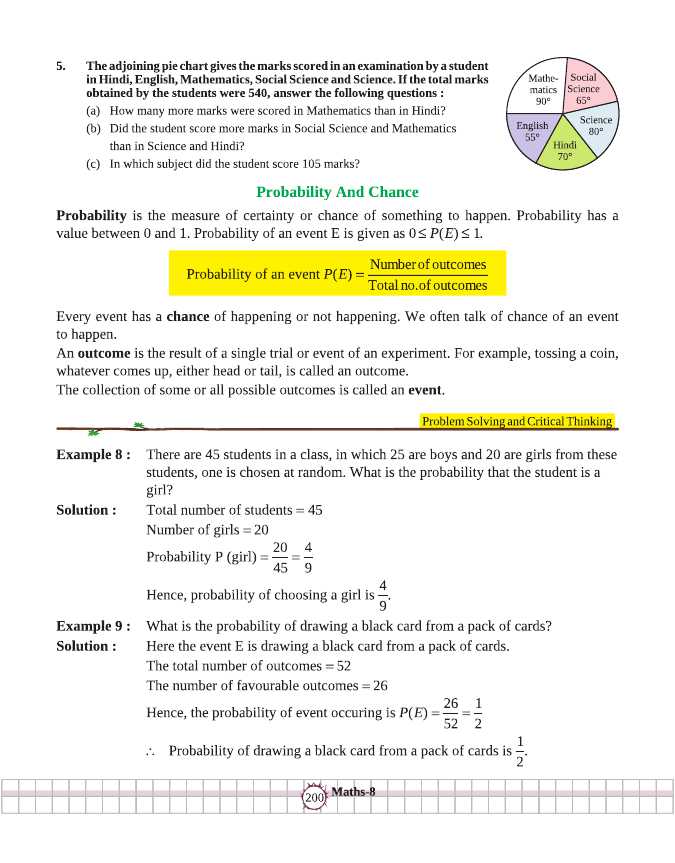 5. The adjoining pie chart gives the marks scored in an examination by a student
in Hindi, English, Mathematics, Social Science and Science. If the total marks
obtained by the students were 540, answer the following questions :
(a) How many more marks were scored in Mathematics than in Hindi?
(b) Did the student score more marks in Social Science and Mathematics
than in Science and Hindi?
(c) In which subject did the student score 105 marks?
Mathe-
matics
90°
Social
Science
65°
Science
80°
Hindi
70°
English
55°
Probability And Chance
Probability is the measure of certainty or chance of something to happen. Probability has a
value between 0 and 1. Probability of an event E is given as 0 ≤ P(E) ≤ 1.
Probability of an event P(E) = Number of outcomes / Total no.of outcomes
Every event has a chance of happening or not happening. We often talk of chance of an event
to happen.
An outcome is the result of a single trial or event of an experiment. For example, tossing a coin,
whatever comes up, either head or tail, is called an outcome.
The collection of some or all possible outcomes is called an event.
Problem Solving and Critical Thinking
Example 8 : There are 45 students in a class, in which 25 are boys and 20 are girls from these
students, one is chosen at random. What is the probability that the student is a
girl?
Solution : Total number of students = 45
Number of girls = 20
Probability P (girl) = 20/45 = 4/9
Hence, probability of choosing a girl is 4/9.
Example 9 : What is the probability of drawing a black card from a pack of cards?
Solution : Here the event E is drawing a black card from a pack of cards.
The total number of outcomes = 52
The number of favourable outcomes = 26
Hence, the probability of event occuring is P(E) = 26/52 = 1/2
∴ Probability of drawing a black card from a pack of cards is 1/2.
200 Maths-8